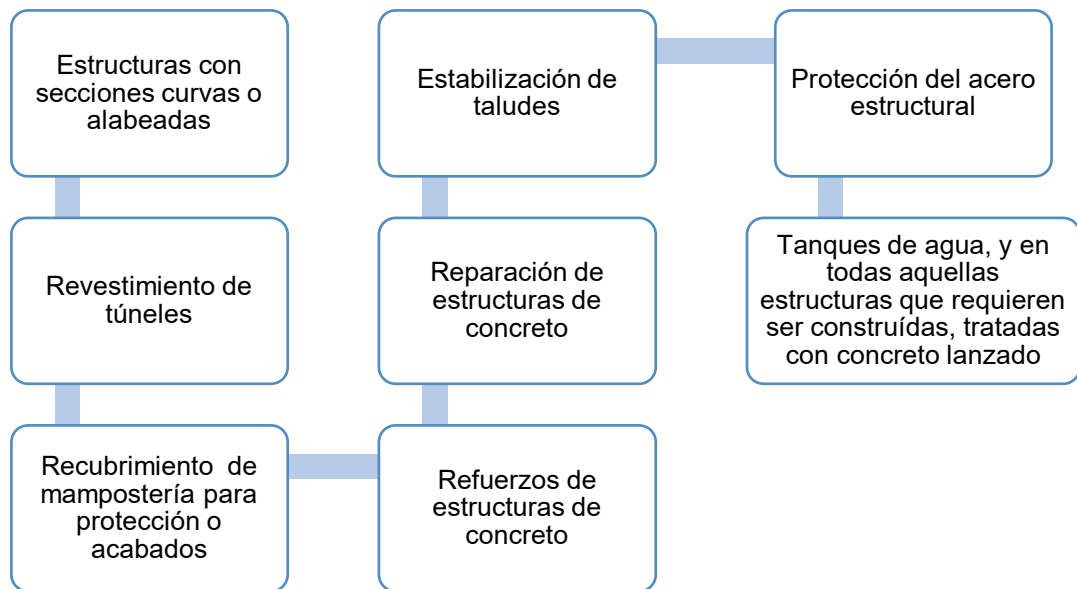 Estructuras con
secciones curvas o
alabeadas
Revestimiento de
túneles
Recubrimiento de
mampostería para
protección o
acabados
Refuerzos de
estructuras de
concreto
Reparación de
estructuras de
concreto
Estabilización de
taludes
Protección del acero
estructural
Tanques de agua, y en
todas aquellas
estructuras que requieren
ser construídas, tratadas
con concreto lanzado